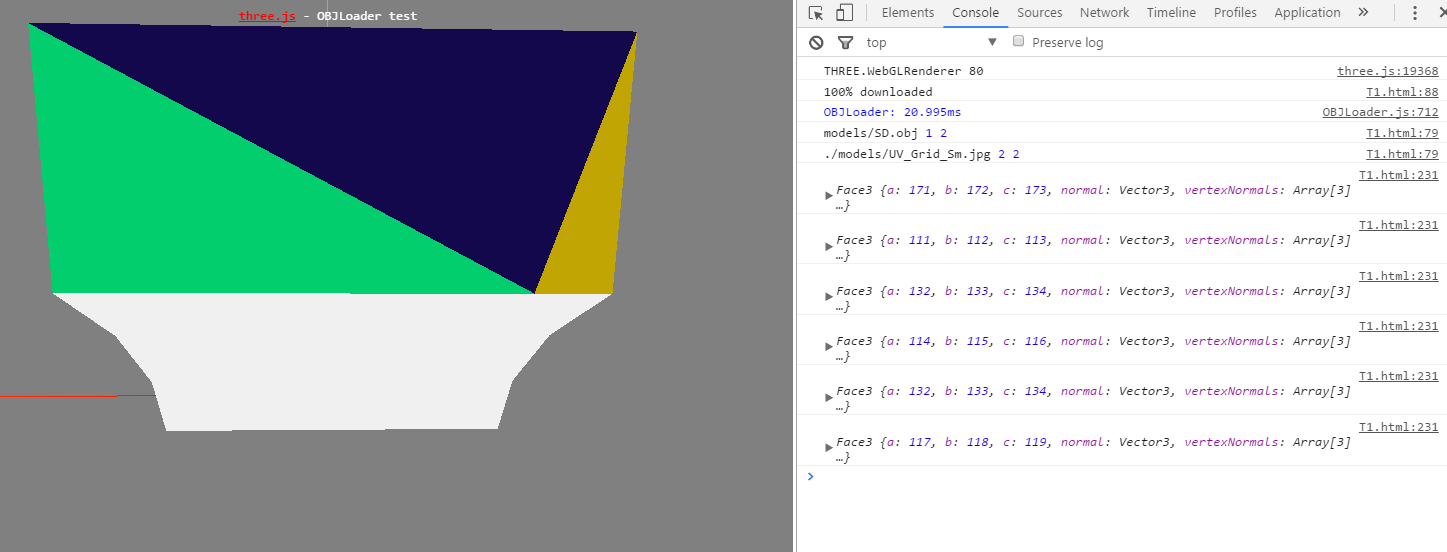 three.js - OBJLoader test
Elements Console Sources Network Timeline Profiles Application »
top ▼ Preserve log
THREE.WebGLRenderer 80 three.js:19368
100% downloaded T1.html:88
OBJLoader: 20.995ms OBJLoader.js:712
models/SD.obj 1 2 T1.html:79
./models/UV_Grid_Sm.jpg 2 2 T1.html:79
T1.html:231
▶Face3 {a: 171, b: 172, c: 173, normal: Vector3, vertexNormals: Array[3]
…}
T1.html:231
▶Face3 {a: 111, b: 112, c: 113, normal: Vector3, vertexNormals: Array[3]
…}
T1.html:231
▶Face3 {a: 132, b: 133, c: 134, normal: Vector3, vertexNormals: Array[3]
…}
T1.html:231
▶Face3 {a: 114, b: 115, c: 116, normal: Vector3, vertexNormals: Array[3]
…}
T1.html:231
▶Face3 {a: 132, b: 133, c: 134, normal: Vector3, vertexNormals: Array[3]
…}
T1.html:231
▶Face3 {a: 117, b: 118, c: 119, normal: Vector3, vertexNormals: Array[3]
…}